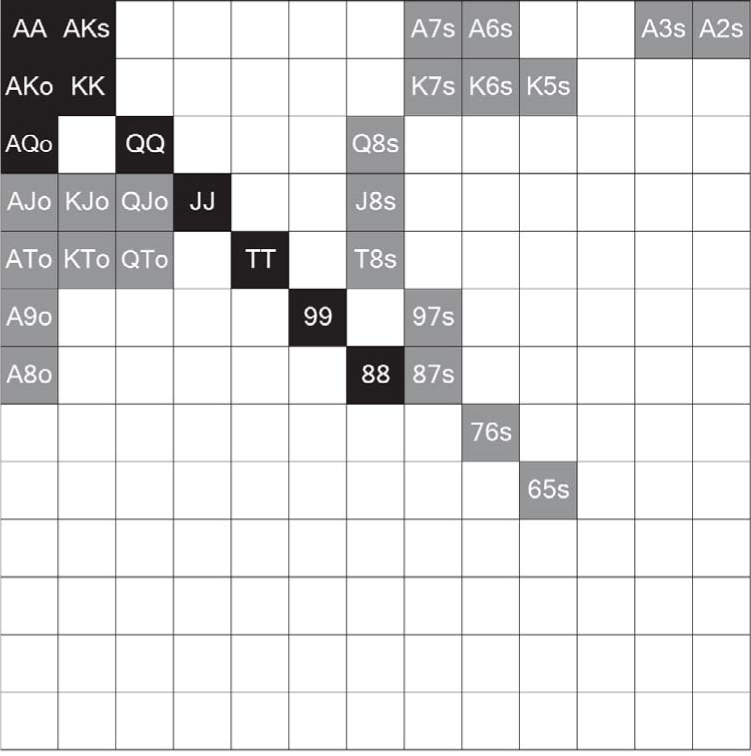 AA AKs A7s A6s A3s A2s
AKo KK K7s K6s K5s
AQo QQ Q8s
AJo KJo QJo JJ J8s
ATo KTo QTo TT T8s
A9o 99 97s
A8o 88 87s
76s
65s